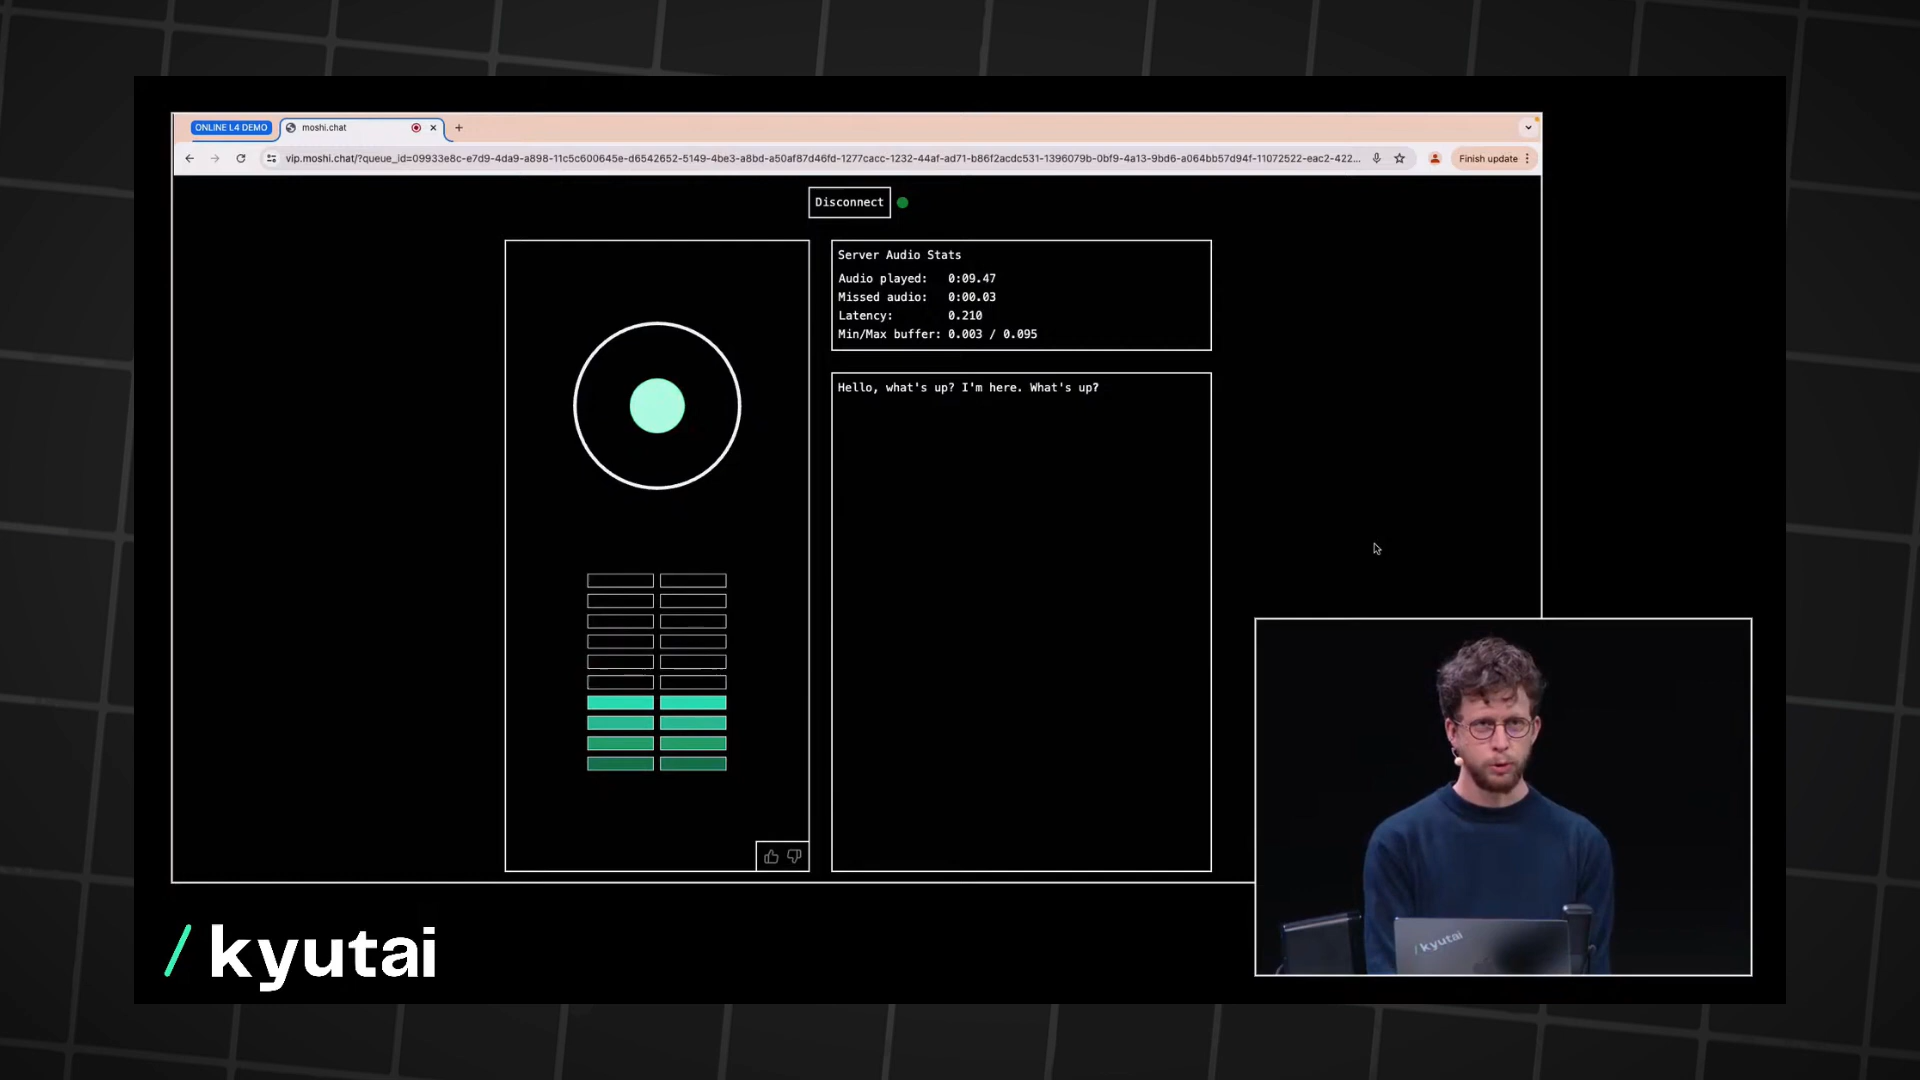 ONLINE L4 DEMO
moshi.chat
vip.moshi.chat/?queue_id=09933e8c-e7d9-4da9-a898-11c5c600645e-d6542652-5149-4be3-a8bd-a50af87d46fd-1277cacc-1232-44af-ad71-b86f2acdc531-1396079b-0bf9-4a13-9bd6-a064bb57d94f-11072522-eac2-422...
Finish update
Disconnect
Server Audio Stats
Audio played: 0:09.47
Missed audio: 0:00.03
Latency: 0.210
Min/Max buffer: 0.003 / 0.095
Hello, what's up? I'm here. What's up?
/kyutai
/ kyutai